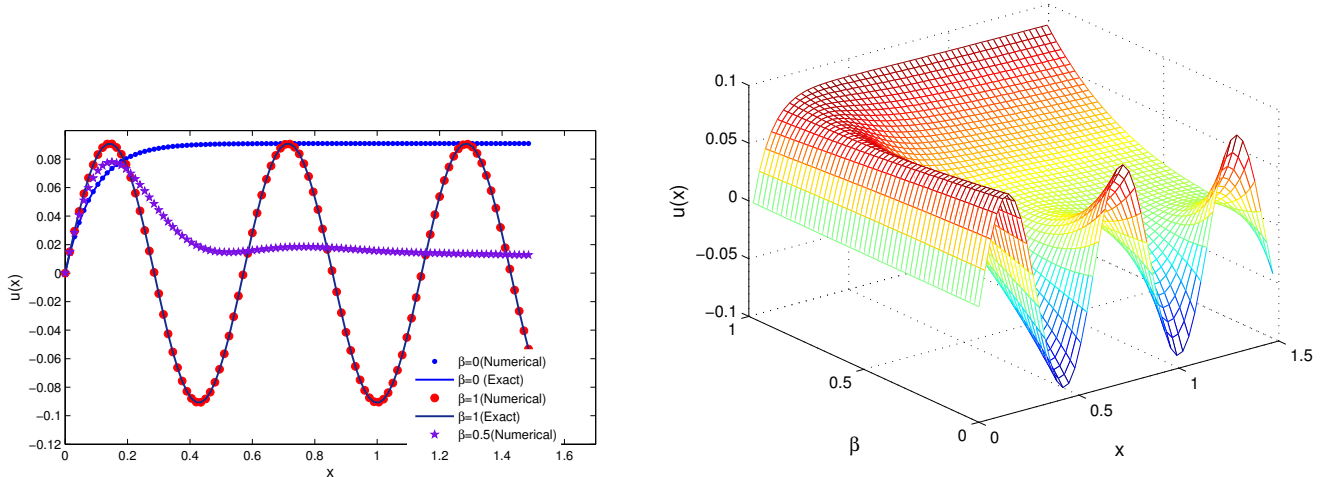 u(x)
0.08
0.06
0.04
0.02
0
−0.02
−0.04
−0.06
−0.08
−0.1
−0.12
0 0.2 0.4 0.6 0.8 1 1.2 1.4 1.6
x
β=0(Numerical)
β=0 (Exact)
β=1(Numerical)
β=1(Exact)
β=0.5(Numerical)
u(x)
0.1
0.05
0
−0.05
−0.1
1
0.5
0
β
0
0.5
1
1.5
x